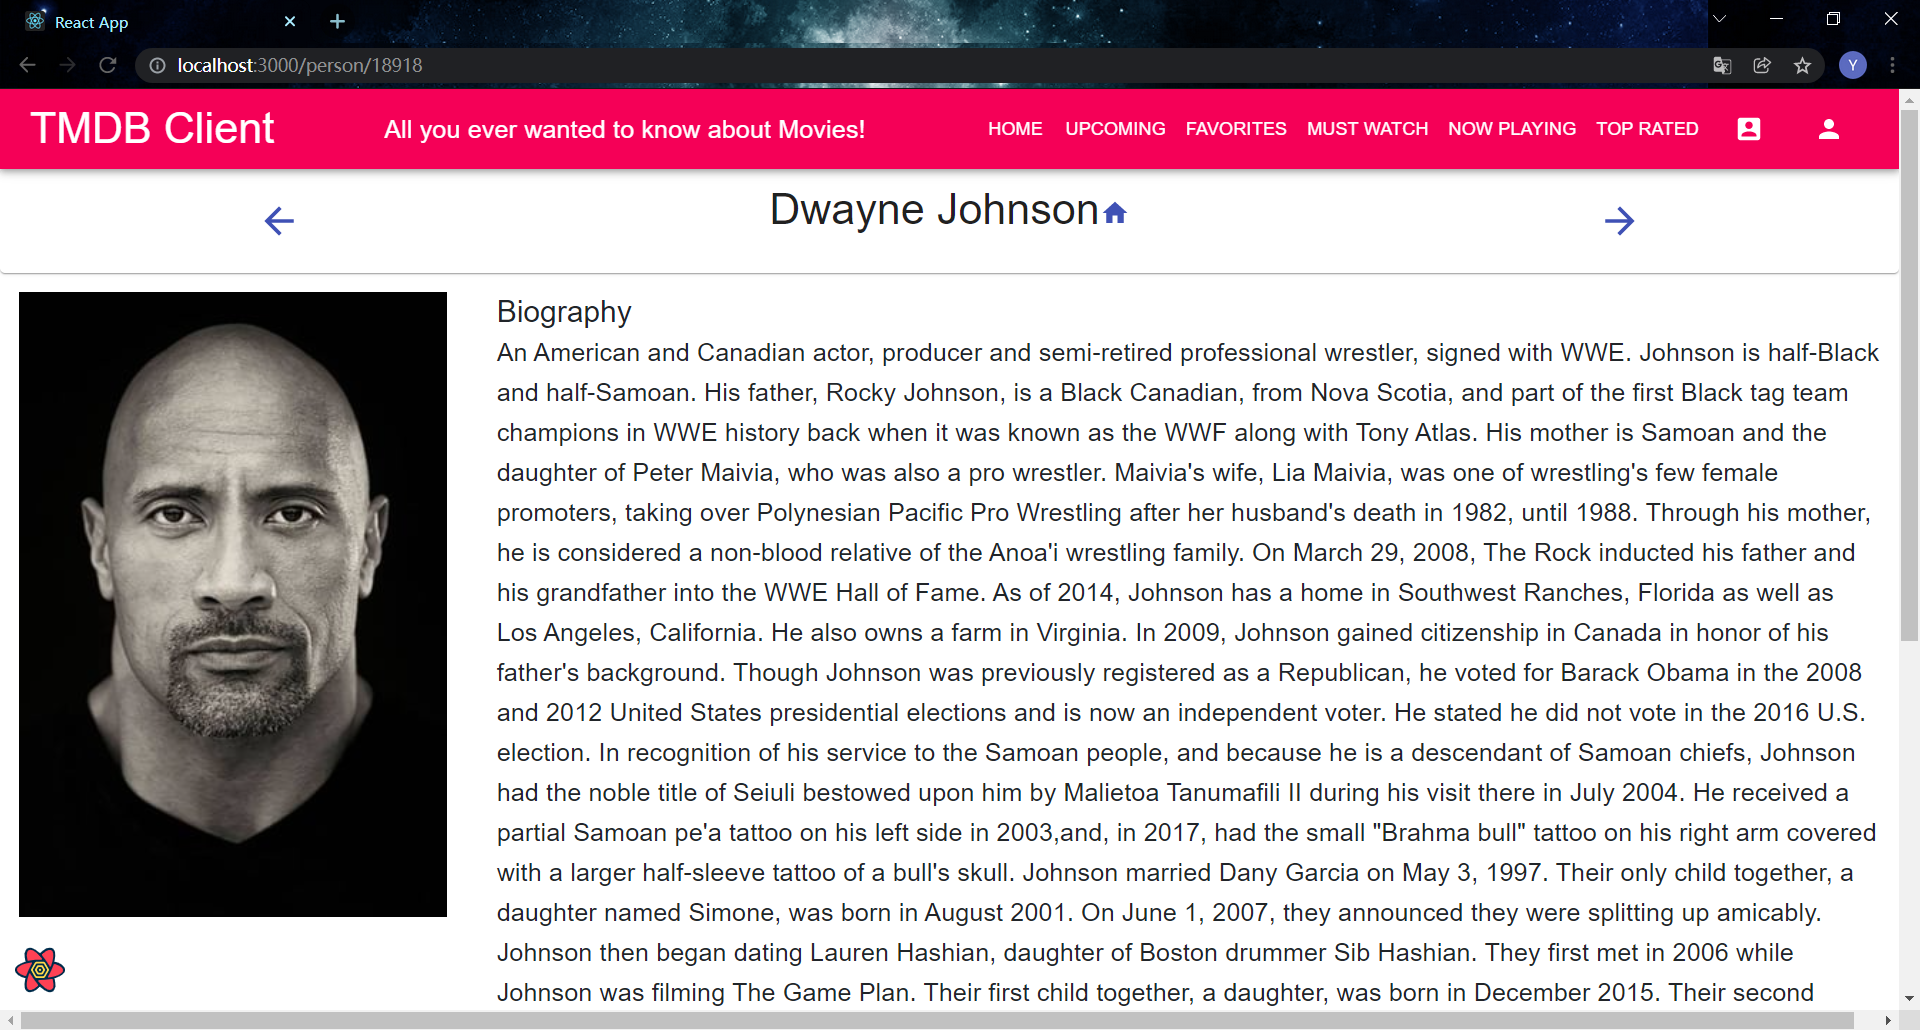 React App
localhost:3000/person/18918
Y
TMDB Client
All you ever wanted to know about Movies!
HOME UPCOMING FAVORITES MUST WATCH NOW PLAYING TOP RATED
Dwayne Johnson
Biography
An American and Canadian actor, producer and semi-retired professional wrestler, signed with WWE. Johnson is half-Black
and half-Samoan. His father, Rocky Johnson, is a Black Canadian, from Nova Scotia, and part of the first Black tag team
champions in WWE history back when it was known as the WWF along with Tony Atlas. His mother is Samoan and the
daughter of Peter Maivia, who was also a pro wrestler. Maivia's wife, Lia Maivia, was one of wrestling's few female
promoters, taking over Polynesian Pacific Pro Wrestling after her husband's death in 1982, until 1988. Through his mother,
he is considered a non-blood relative of the Anoa'i wrestling family. On March 29, 2008, The Rock inducted his father and
his grandfather into the WWE Hall of Fame. As of 2014, Johnson has a home in Southwest Ranches, Florida as well as
Los Angeles, California. He also owns a farm in Virginia. In 2009, Johnson gained citizenship in Canada in honor of his
father's background. Though Johnson was previously registered as a Republican, he voted for Barack Obama in the 2008
and 2012 United States presidential elections and is now an independent voter. He stated he did not vote in the 2016 U.S.
election. In recognition of his service to the Samoan people, and because he is a descendant of Samoan chiefs, Johnson
had the noble title of Seiuli bestowed upon him by Malietoa Tanumafili II during his visit there in July 2004. He received a
partial Samoan pe'a tattoo on his left side in 2003,and, in 2017, had the small "Brahma bull" tattoo on his right arm covered
with a larger half-sleeve tattoo of a bull's skull. Johnson married Dany Garcia on May 3, 1997. Their only child together, a
daughter named Simone, was born in August 2001. On June 1, 2007, they announced they were splitting up amicably.
Johnson then began dating Lauren Hashian, daughter of Boston drummer Sib Hashian. They first met in 2006 while
Johnson was filming The Game Plan. Their first child together, a daughter, was born in December 2015. Their second